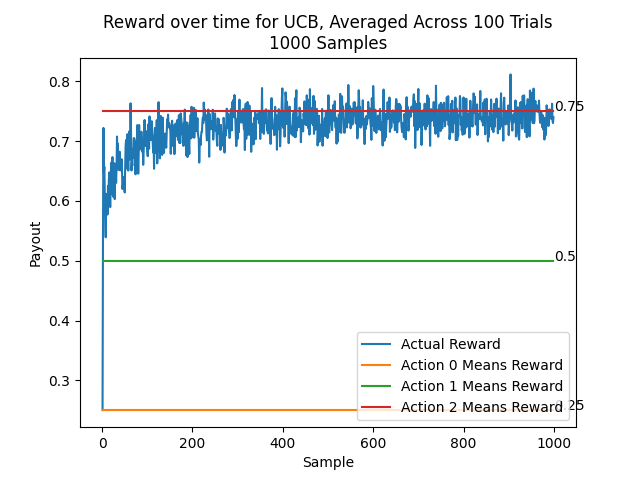 Reward over time for UCB, Averaged Across 100 Trials
1000 Samples
0.8
0.7
0.6
0.5
0.4
0.3
Payout
0.75
0.5
.25
Actual Reward
Action 0 Means Reward
Action 1 Means Reward
Action 2 Means Reward
0
200
400
600
800
1000
Sample